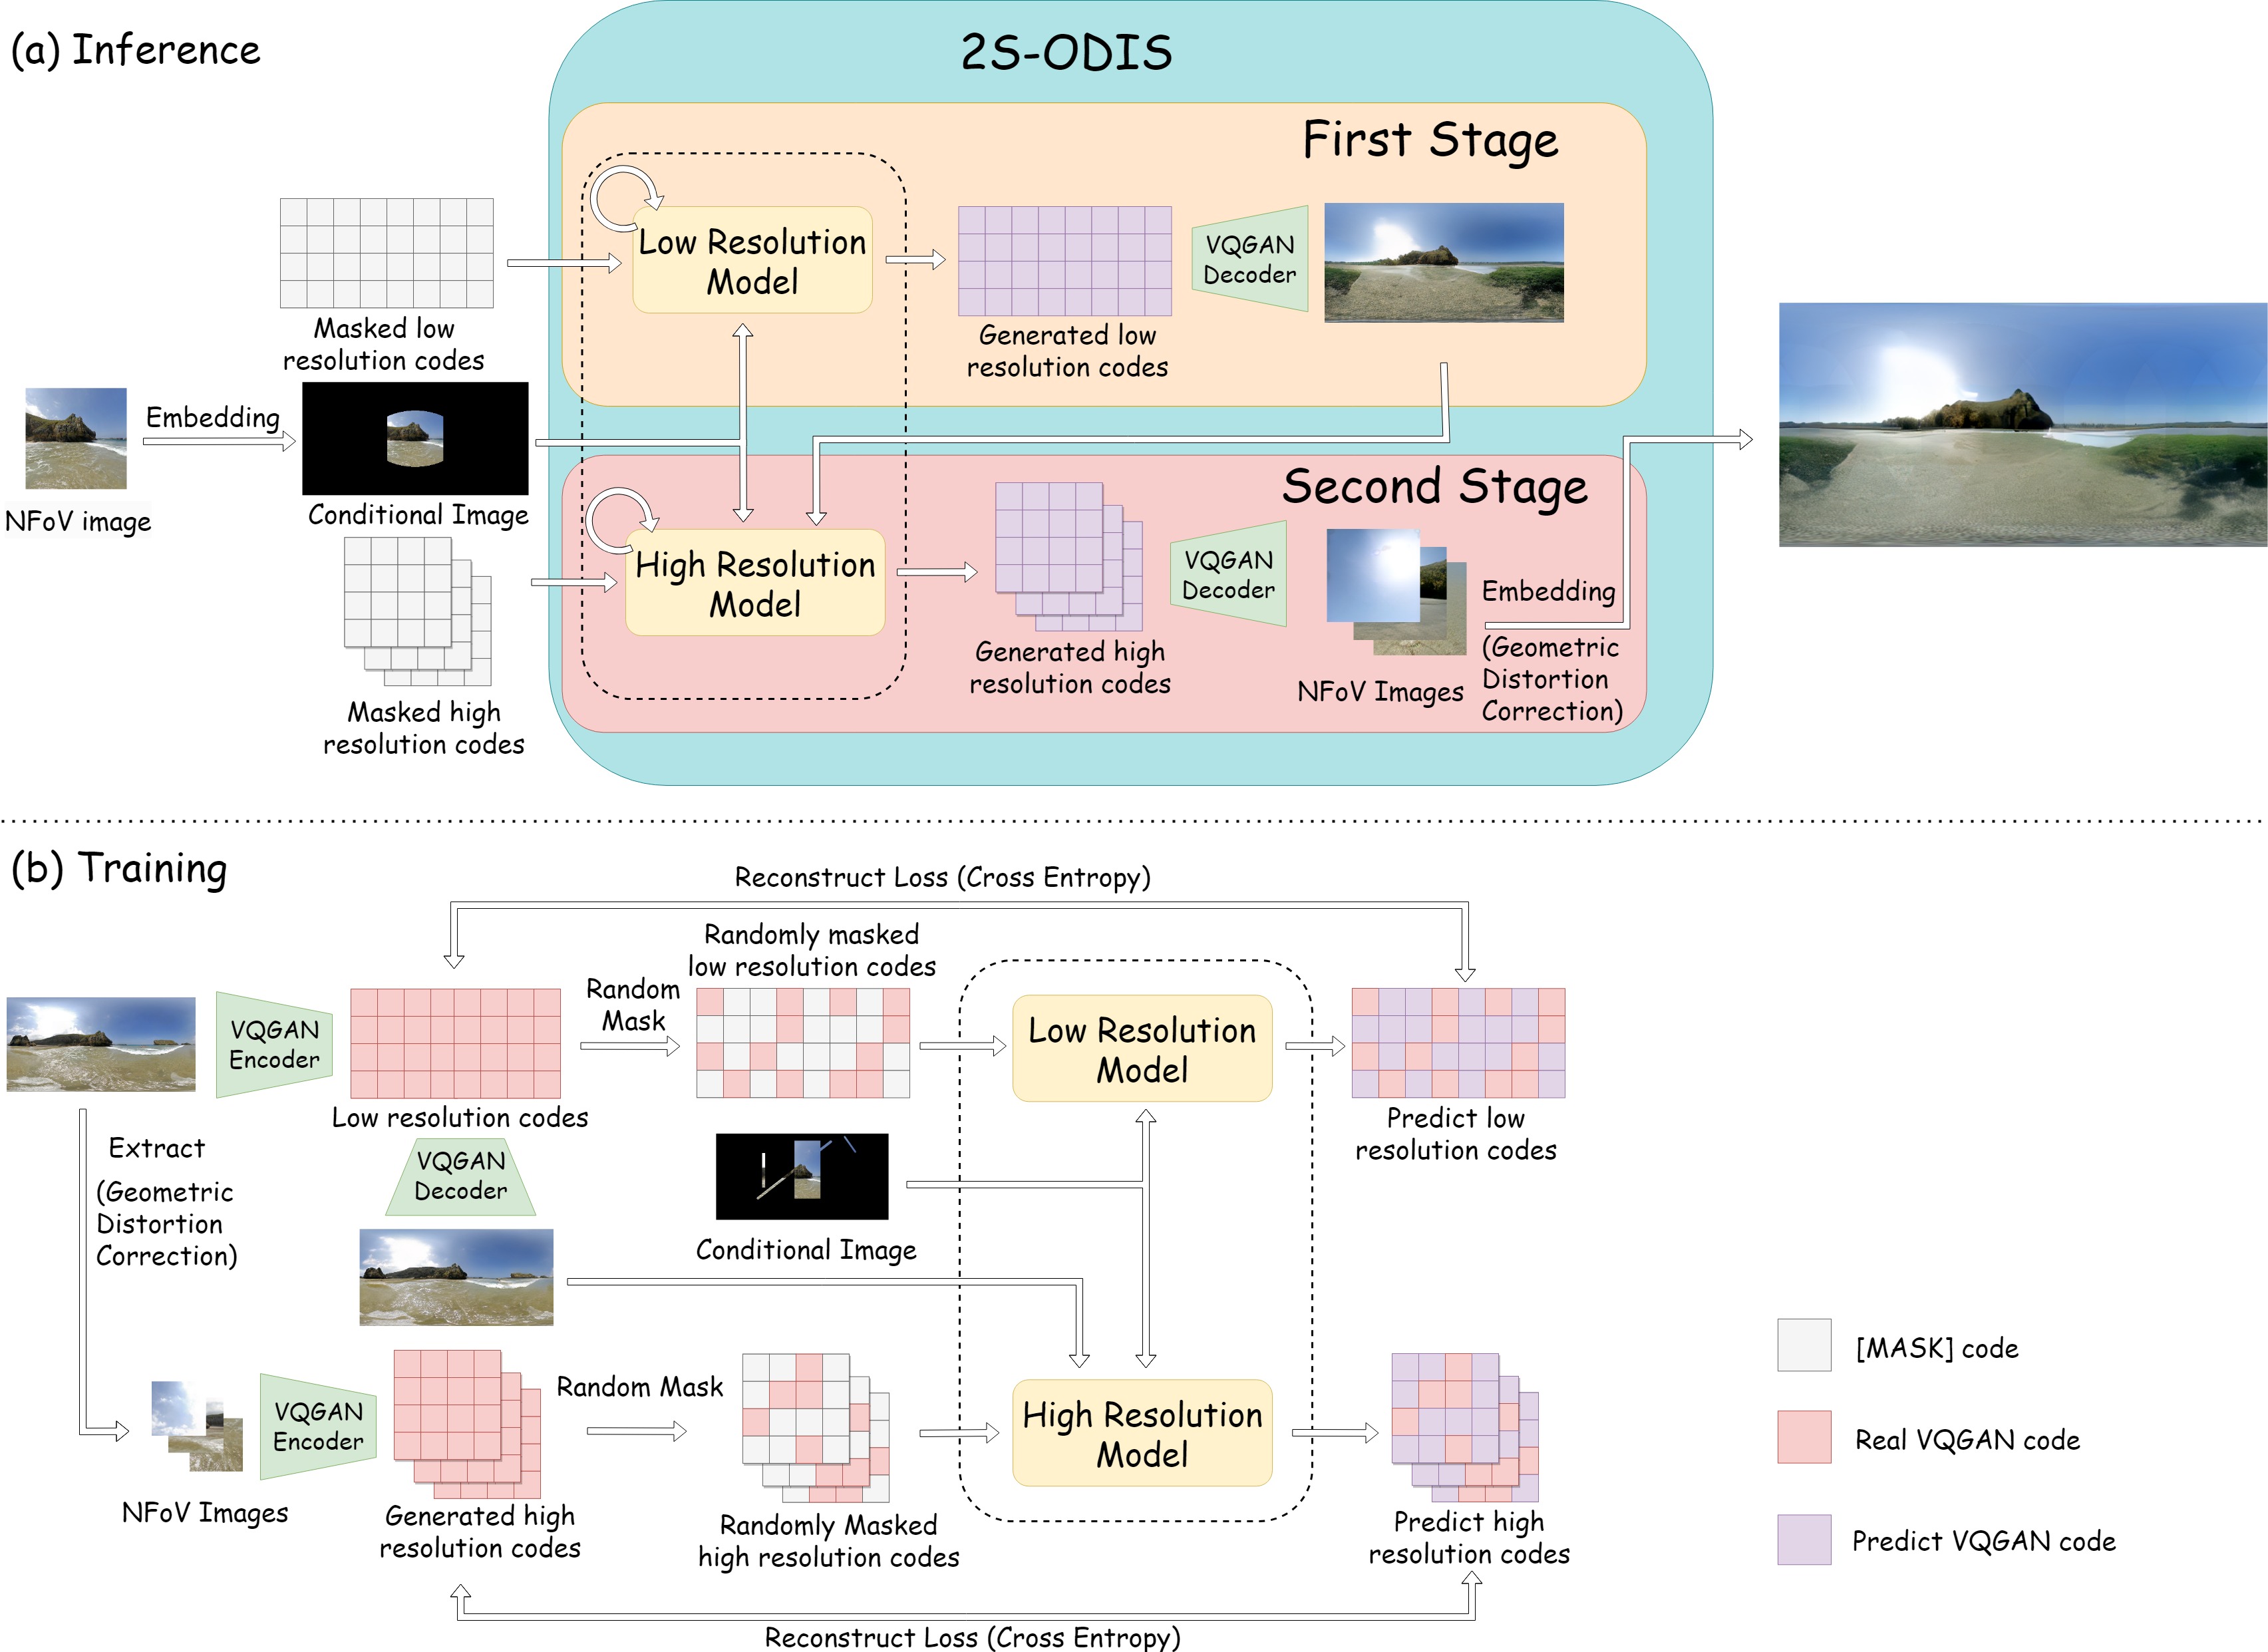 (a) Inference
2S-ODIS
First Stage
Low Resolution
Model
VQGAN
Decoder
Masked low
resolution codes
Generated low
resolution codes
Embedding
NFoV image
Conditional Image
Second Stage
High Resolution
Model
VQGAN
Decoder
Embedding
(Geometric
Distortion
Correction)
Generated high
resolution codes
NFoV Images
Masked high
resolution codes
(b) Training
Reconstruct Loss (Cross Entropy)
Randomly masked
low resolution codes
Random
Mask
VQGAN
Encoder
Low Resolution
Model
Low resolution codes
Predict low
resolution codes
Extract
(Geometric
Distortion
Correction)
VQGAN
Decoder
Conditional Image
[MASK] code
Random Mask
VQGAN
Encoder
High Resolution
Model
Real VQGAN code
NFoV Images
Generated high
resolution codes
Randomly Masked
high resolution codes
Predict high
resolution codes
Predict VQGAN code
Reconstruct Loss (Cross Entropy)